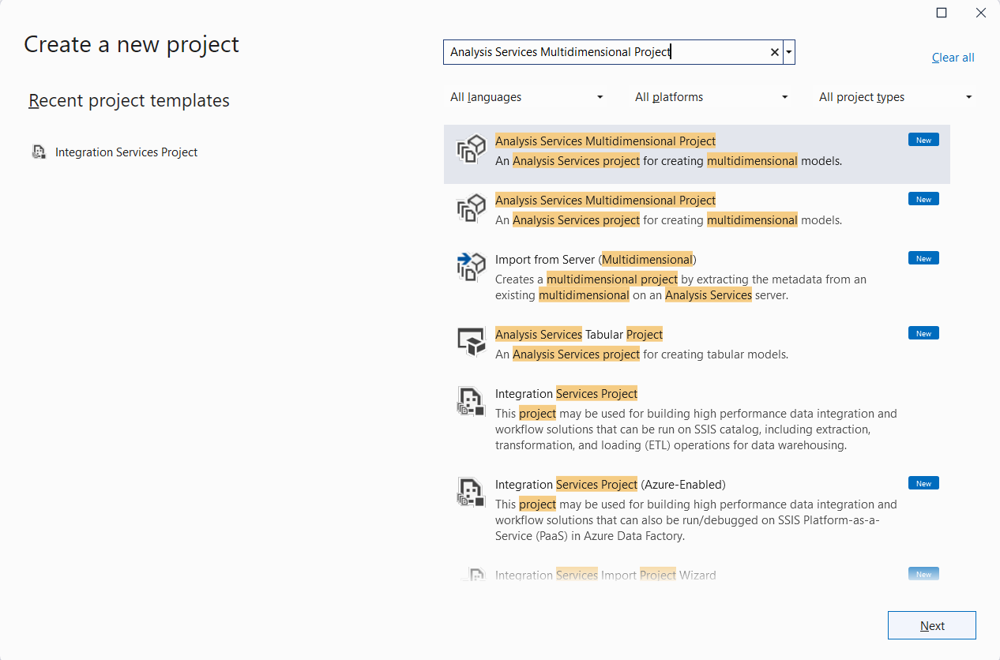 Create a new project
Analysis Services Multidimensional Project
Clear all
Recent project templates
All languages
All platforms
All project types
Integration Services Project
Analysis Services Multidimensional Project
New
An Analysis Services project for creating multidimensional models.
Analysis Services Multidimensional Project
New
An Analysis Services project for creating multidimensional models.
Import from Server (Multidimensional)
New
Creates a multidimensional project by extracting the metadata from an
existing multidimensional on an Analysis Services server.
Analysis Services Tabular Project
New
An Analysis Services project for creating tabular models.
Integration Services Project
This project may be used for building high performance data integration and
workflow solutions that can be run on SSIS catalog, including extraction,
transformation, and loading (ETL) operations for data warehousing.
Integration Services Project (Azure-Enabled)
New
This project may be used for building high performance data integration and
workflow solutions that can also be run/debugged on SSIS Platform-as-a-
Service (PaaS) in Azure Data Factory.
Integration Services Import Project Wizard
New
Next